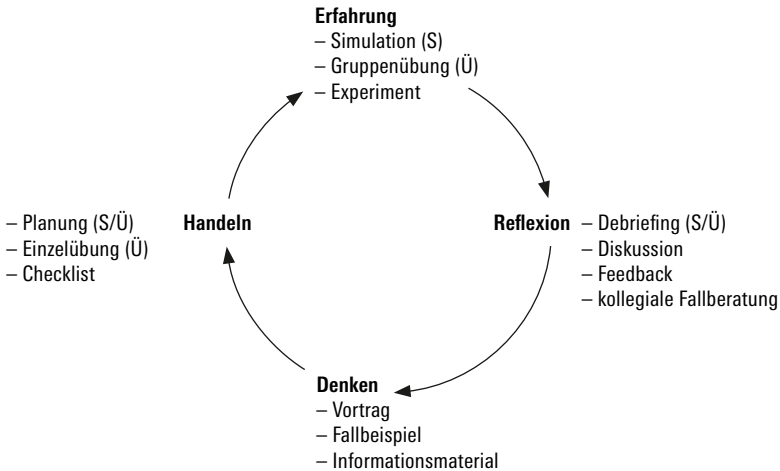 Erfahrung
– Simulation (S)
– Gruppenübung (Ü)
– Experiment
– Planung (S/Ü)
– Einzelübung (Ü)
– Checklist
Handeln
Reflexion
– Debriefing (S/Ü)
– Diskussion
– Feedback
– kollegiale Fallberatung
Denken
– Vortrag
– Fallbeispiel
– Informationsmaterial